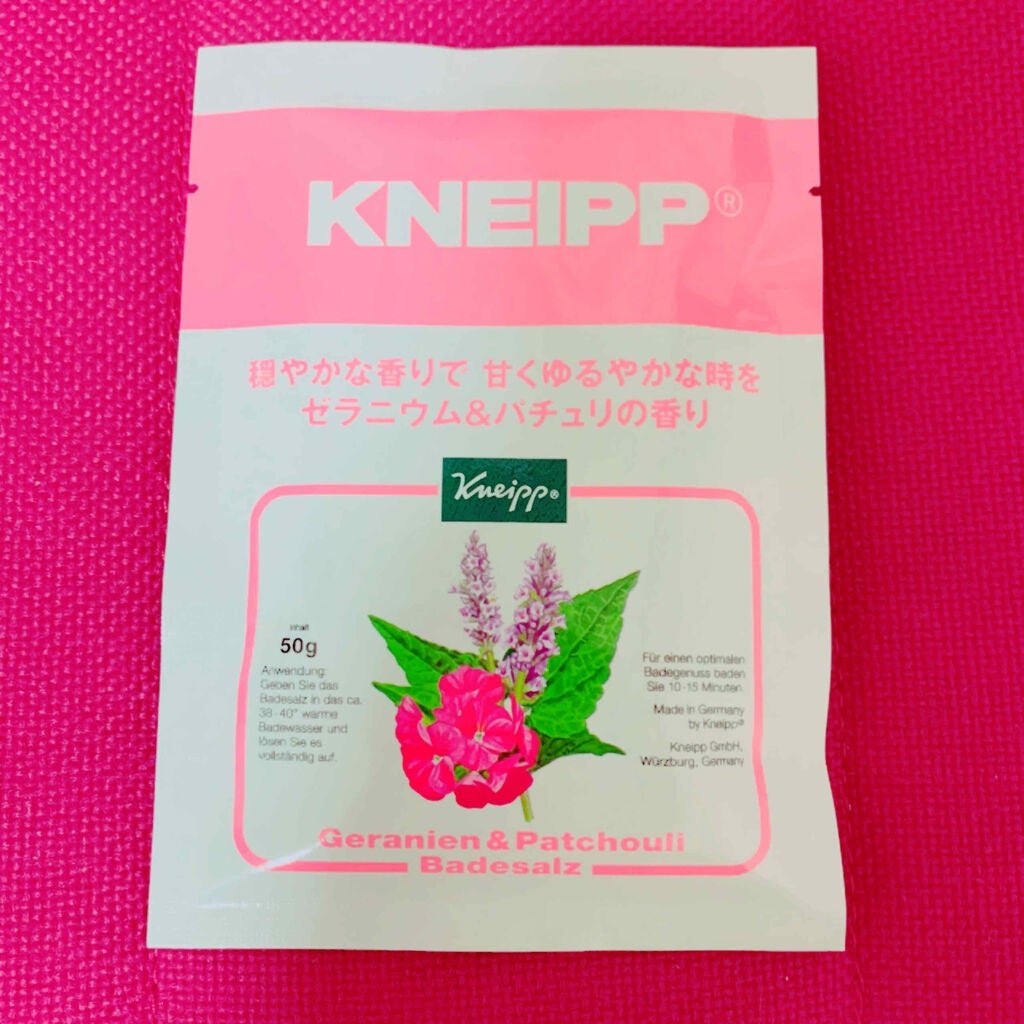 KNEIPP®
穏やかな香りで 甘くゆるやかな時を
ゼラニウム&パチュリの香り
Kneipp®
Inhalt
50g
Anwendung:
Geben Sie das
Badesalz in das ca.
38-40° warme
Badewasser und
lösen Sie es
vollständig auf.
Für einen optimalen
Badegenuss baden
Sie 10-15 Minuten.
Made in Germany
by Kneipp®
Kneipp GmbH,
Würzburg, Germany
Geranien & Patchouli
Badesalz